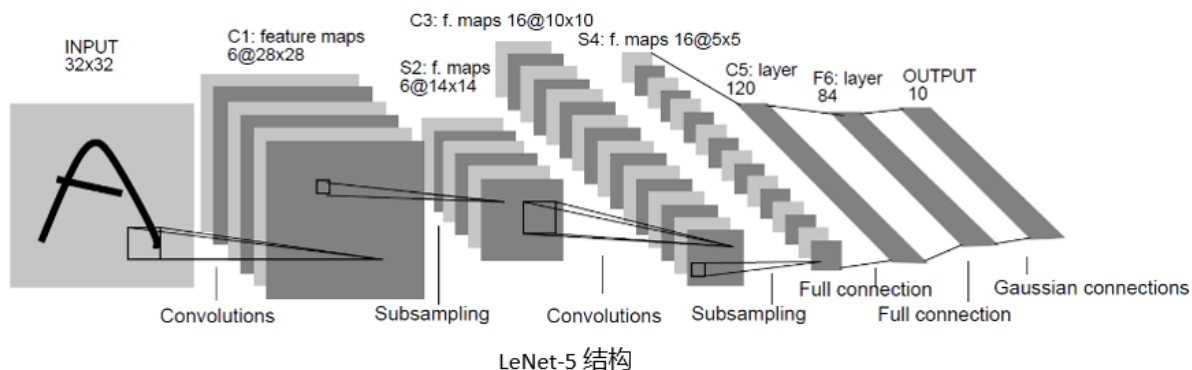 INPUT
32x32
C1: feature maps
6@28x28
S2: f. maps
6@14x14
C3: f. maps 16@10x10
S4: f. maps 16@5x5
C5: layer
120
F6: layer
84
OUTPUT
10
Convolutions
Subsampling
Convolutions
Subsampling
Full connection
Full connection
Gaussian connections
LeNet-5 结构